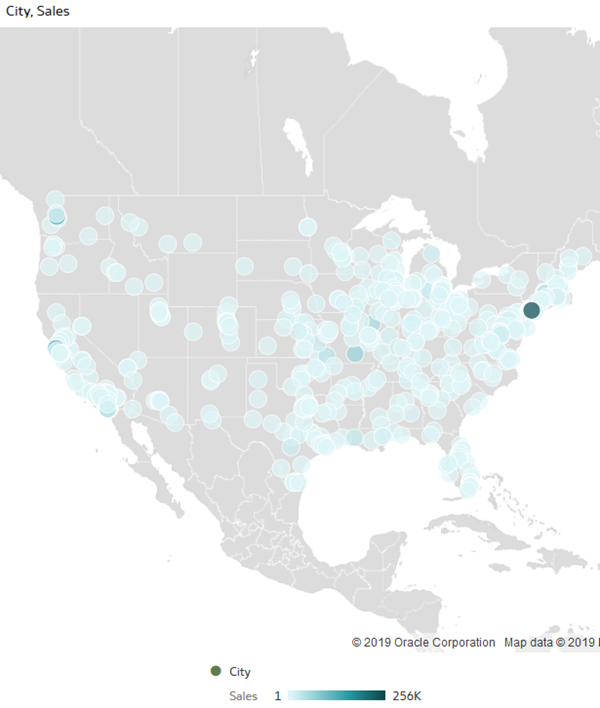 City, Sales
© 2019 Oracle Corporation Map data © 2019
City
Sales 1 256K